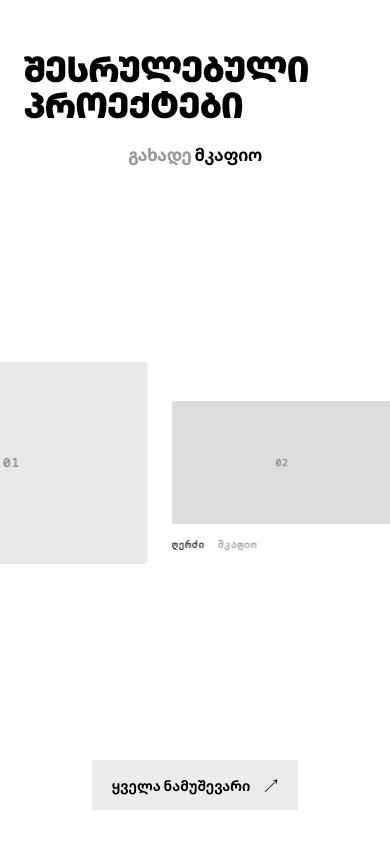 შესრულებული
პროექტები
გახადე მკაფიო
01
02
ღერძი მკაფიო
ყველა ნამუშევარი ↗